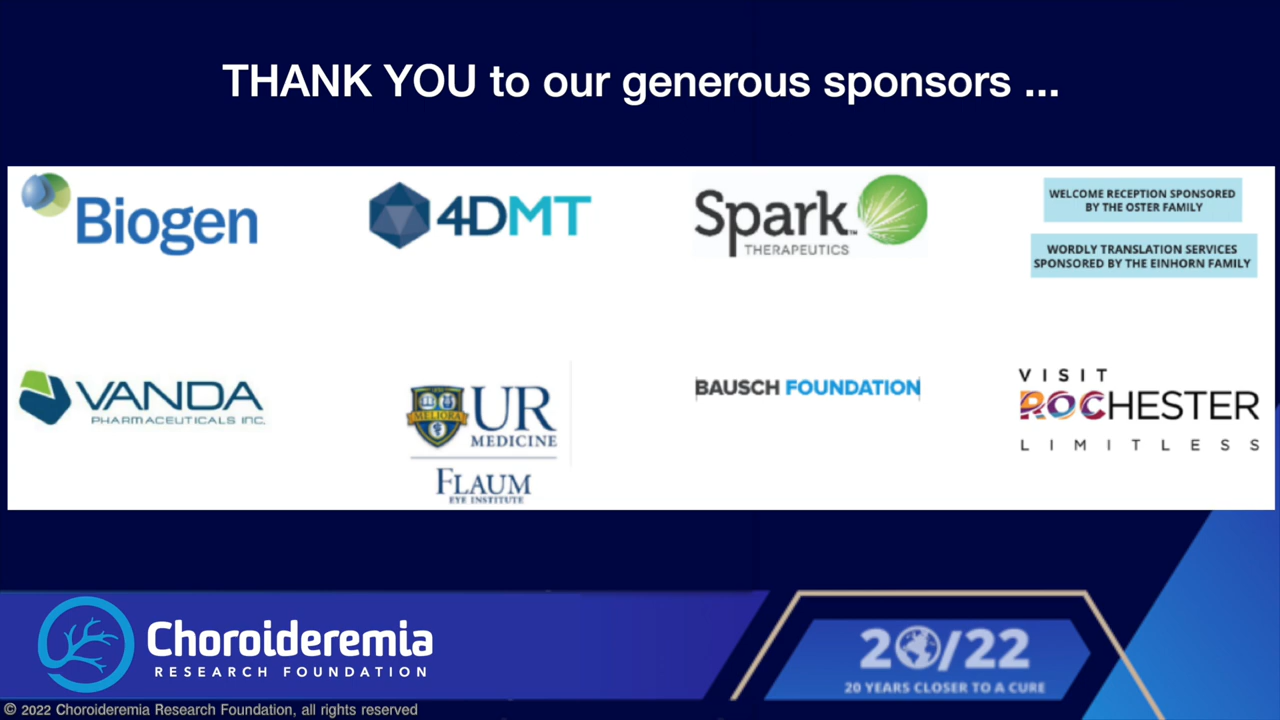 THANK YOU to our generous sponsors ...
Biogen
4DMT
Spark™
THERAPEUTICS
WELCOME RECEPTION SPONSORED
BY THE OSTER FAMILY
WORDLY TRANSLATION SERVICES
SPONSORED BY THE EINHORN FAMILY
VANDA
PHARMACEUTICALS INC.
MELIORA
UR
MEDICINE
FLAUM
EYE INSTITUTE
BAUSCH FOUNDATION
VISIT
ROCHESTER
LIMITLESS
Choroideremia
RESEARCH FOUNDATION
20/22
20 YEARS CLOSER TO A CURE
© 2022 Choroideremia Research Foundation, all rights reserved